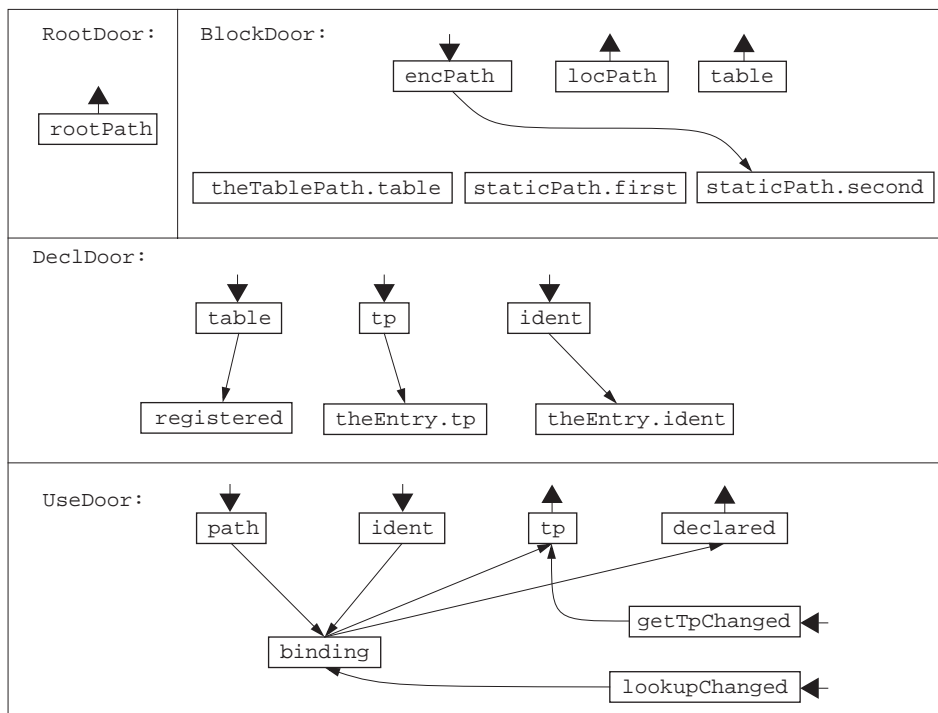 RootDoor:
rootPath
BlockDoor:
encPath locPath table
theTablePath.table staticPath.first staticPath.second
DeclDoor:
table tp ident
registered theEntry.tp theEntry.ident
UseDoor:
path ident tp declared
getTpChanged
binding
lookupChanged